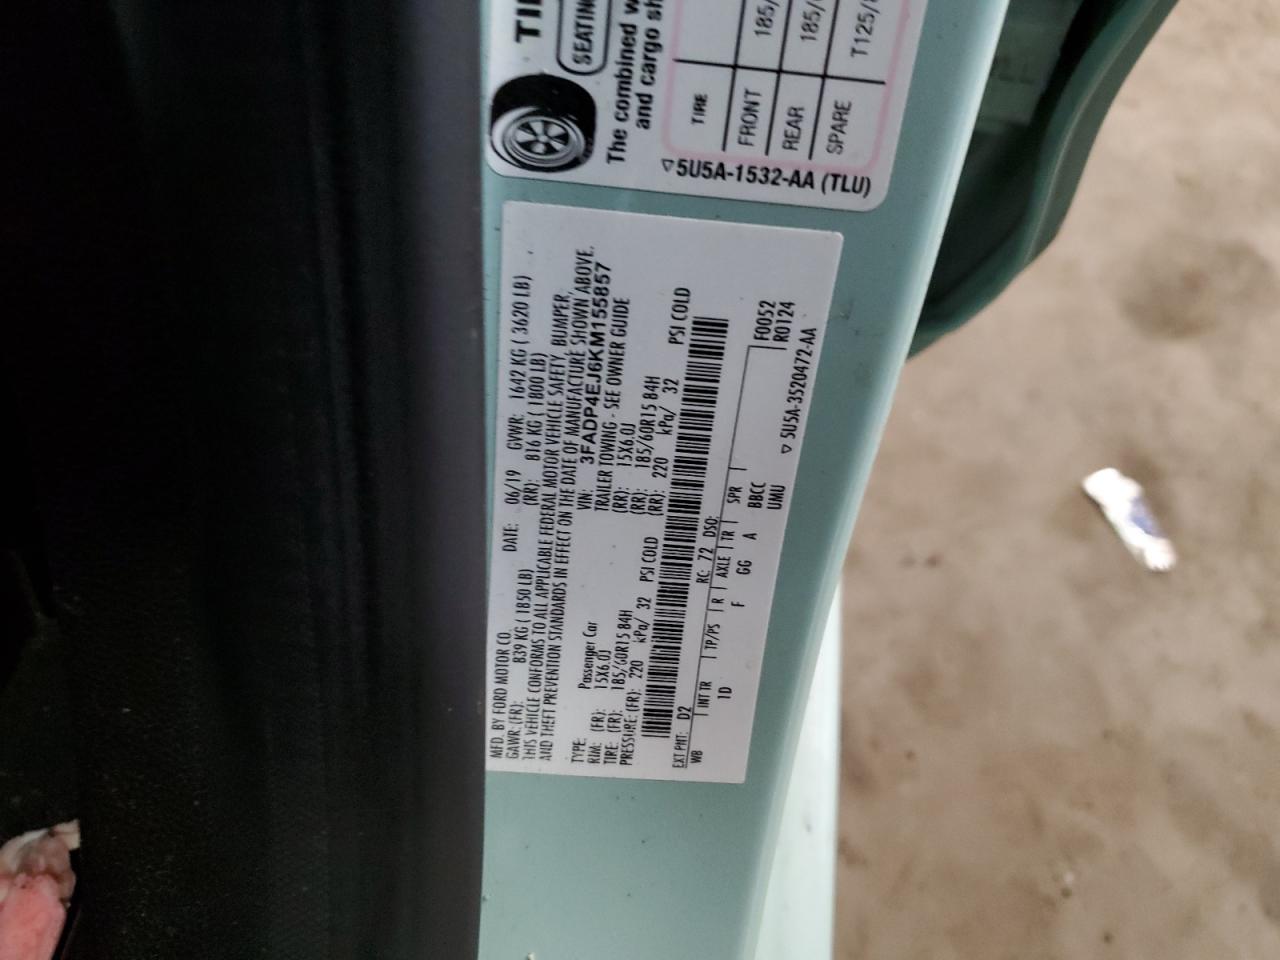 TI
SEATING
The combined w
and cargo sh
TIRE
FRONT 185/
REAR 185/
SPARE T125/
5U5A-1532-AA (TLU)
MFD. BY FORD MOTOR CO. DATE: 06/19 GVWR: 1642 KG ( 3620 LB)
GAWR: (FR): 839 KG ( 1850 LB) (RR): 816 KG ( 1800 LB)
THIS VEHICLE CONFORMS TO ALL APPLICABLE FEDERAL MOTOR VEHICLE SAFETY, BUMPER,
AND THEFT PREVENTION STANDARDS IN EFFECT ON THE DATE OF MANUFACTURE SHOWN ABOVE.
VIN: 3FADP4EJ6KM155857
TYPE: Passenger Car TRAILER TOWING - SEE OWNER GUIDE
RIM: (FR): 15X6.0J (RR): 15X6.0J
TIRE: (FR): 185/60R15 84H (RR): 185/60R15 84H
PRESSURE: (FR): 220 kPa/ 32 PSI COLD (RR): 220 kPa/ 32 PSI COLD
EXT PNT: D2 RC: 72 DSO: F0052
WB INT TR TP/PS R AXLE TR SPR R0124
1D F GG A BBCC
UMU
5U5A-3520472-AA